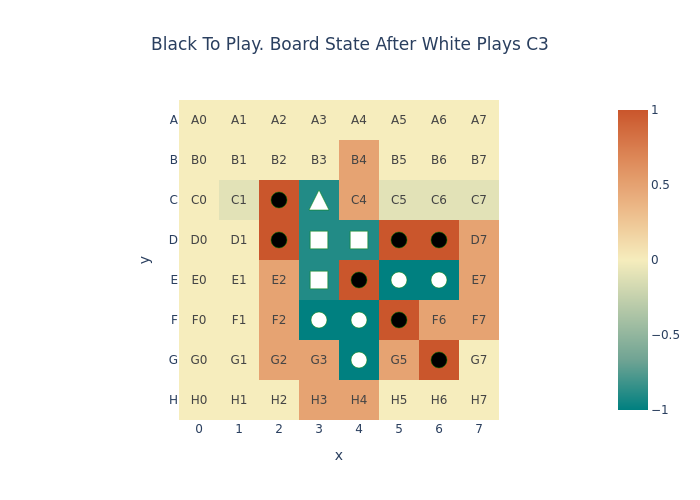 Black To Play. Board State After White Plays C3
A A0 A1 A2 A3 A4 A5 A6 A7
B B0 B1 B2 B3 B4 B5 B6 B7
C C0 C1 C4 C5 C6 C7
D D0 D1 D7
E E0 E1 E2 E7
F F0 F1 F2 F6 F7
G G0 G1 G2 G3 G5 G7
H H0 H1 H2 H3 H4 H5 H6 H7
0 1 2 3 4 5 6 7
x
y
1
0.5
0
−0.5
−1